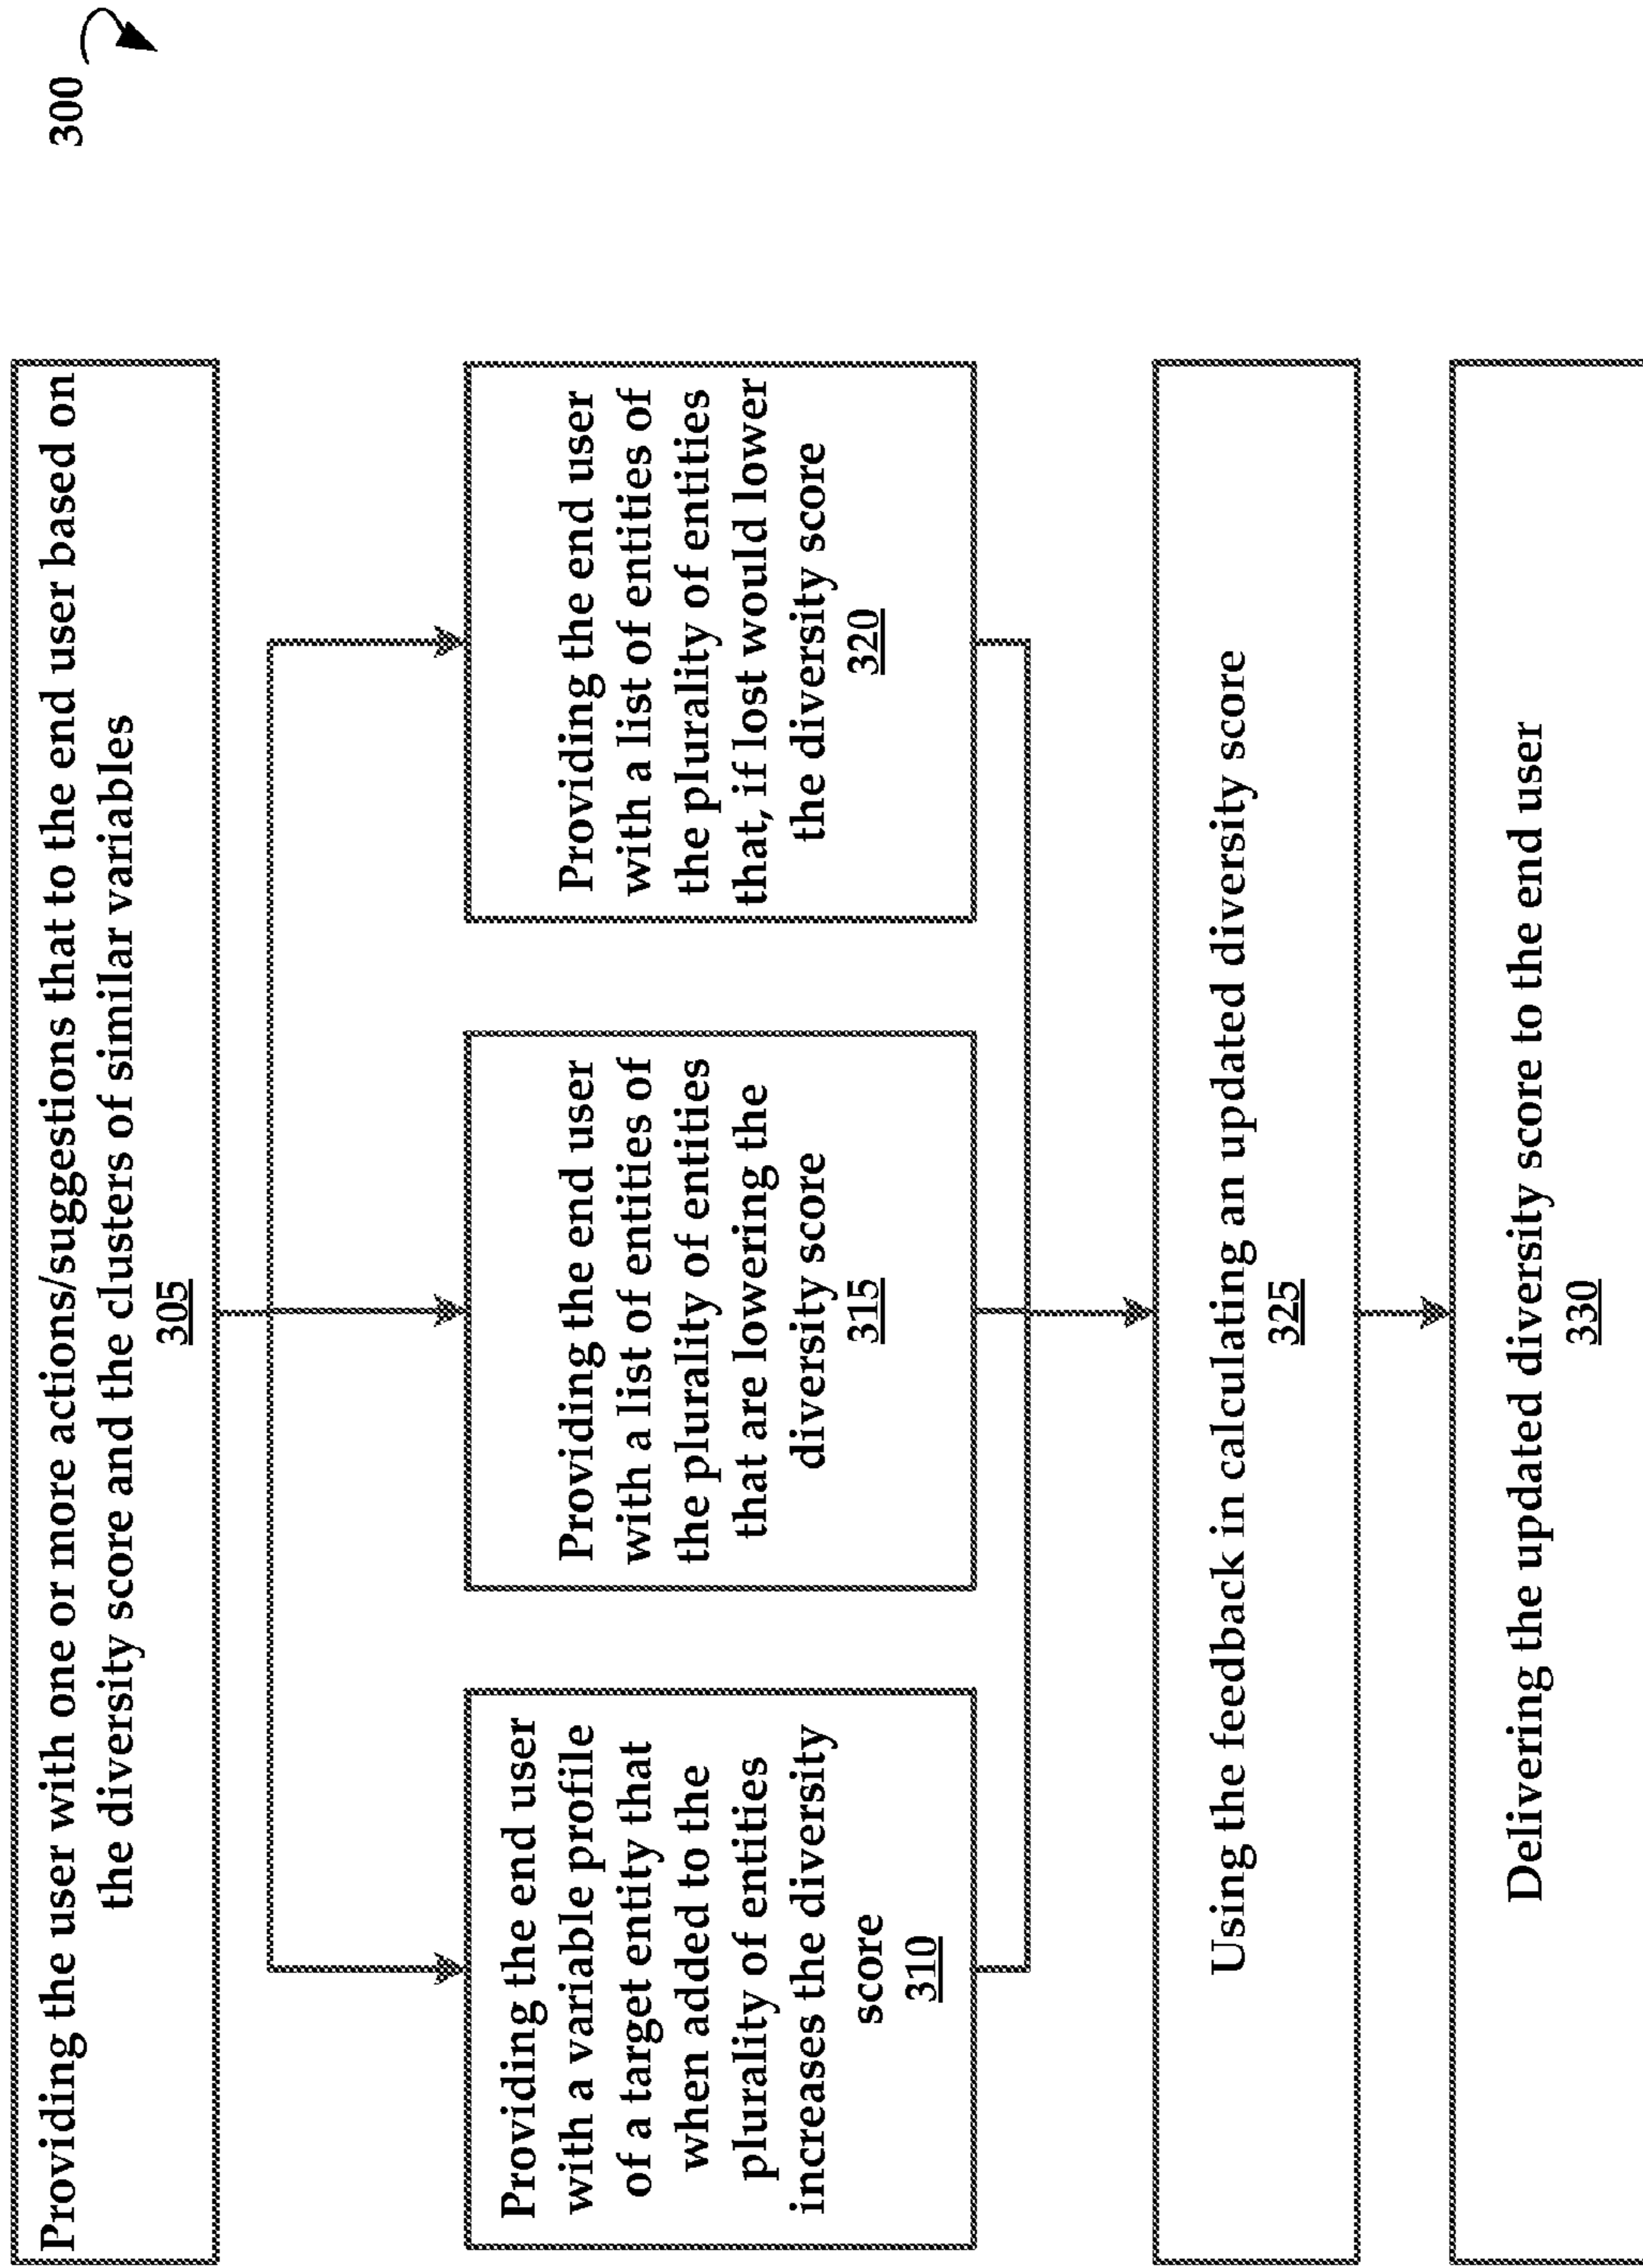 300
Providing the user with one or more actions/suggestions that to the end user based on
the diversity score and the clusters of similar variables
305
Providing the end user
with a variable profile
of a target entity that
when added to the
plurality of entities
increases the diversity
score
310
Providing the end user
with a list of entities of
the plurality of entities
that are lowering the
diversity score
315
Providing the end user
with a list of entities of
the plurality of entities
that, if lost would lower
the diversity score
320
Using the feedback in calculating an updated diversity score
325
Delivering the updated diversity score to the end user
330